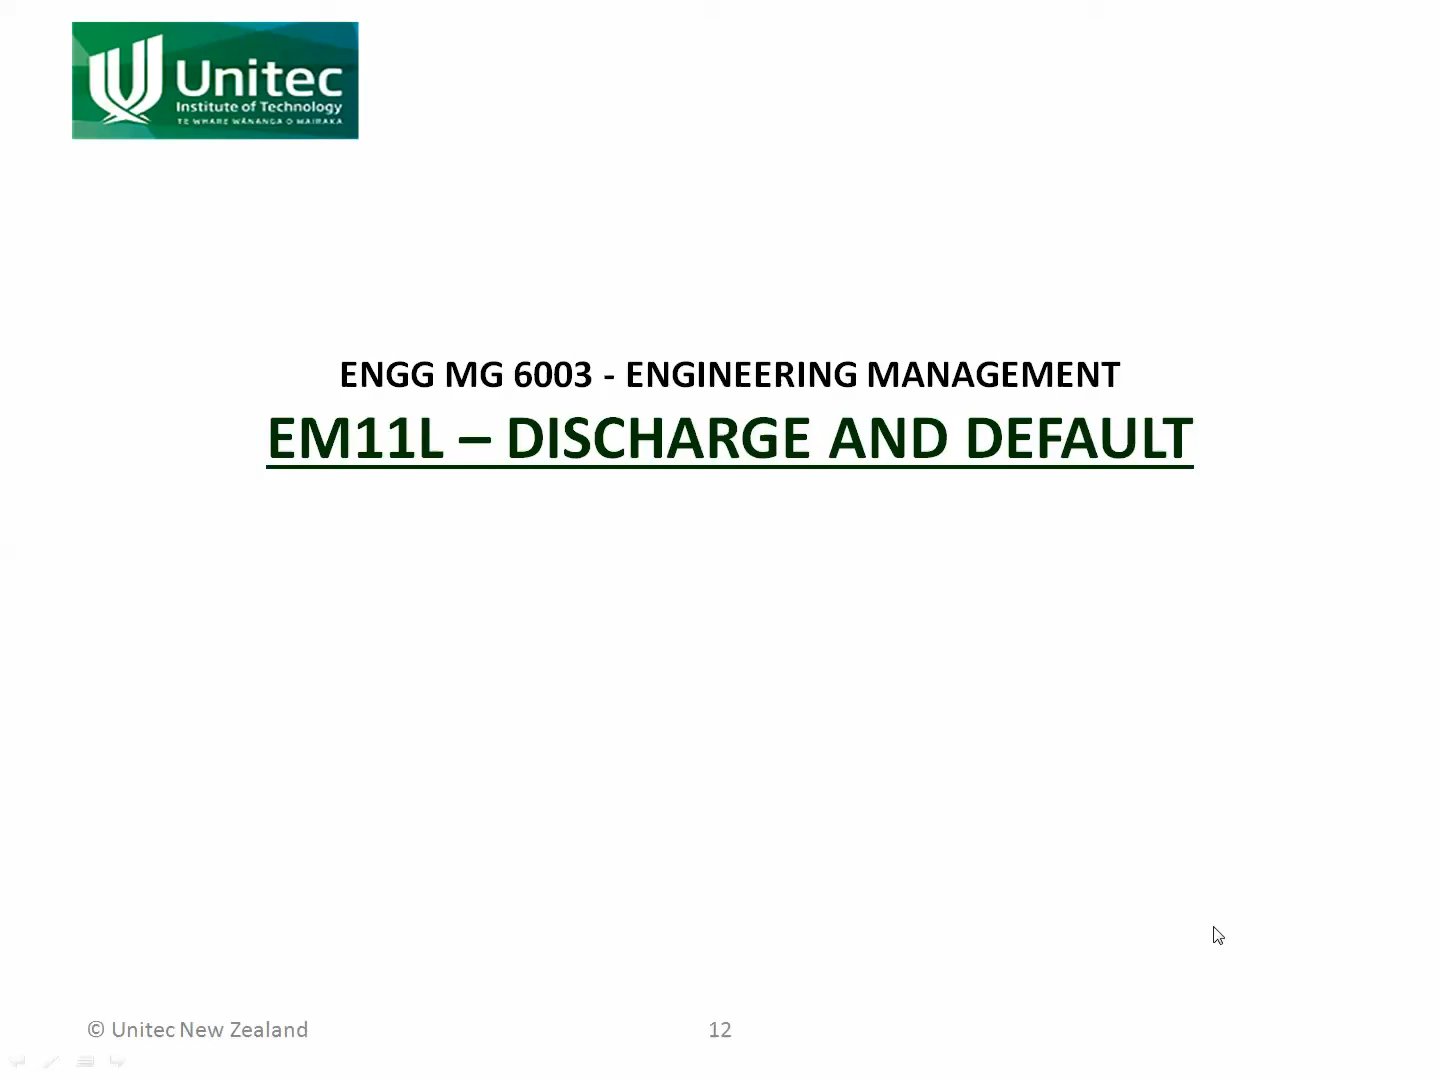 Unitec
Institute of Technology
TE WHARE WĀNANGA O WAIRAKA
ENGG MG 6003 - ENGINEERING MANAGEMENT
EM11L – DISCHARGE AND DEFAULT
© Unitec New Zealand
12